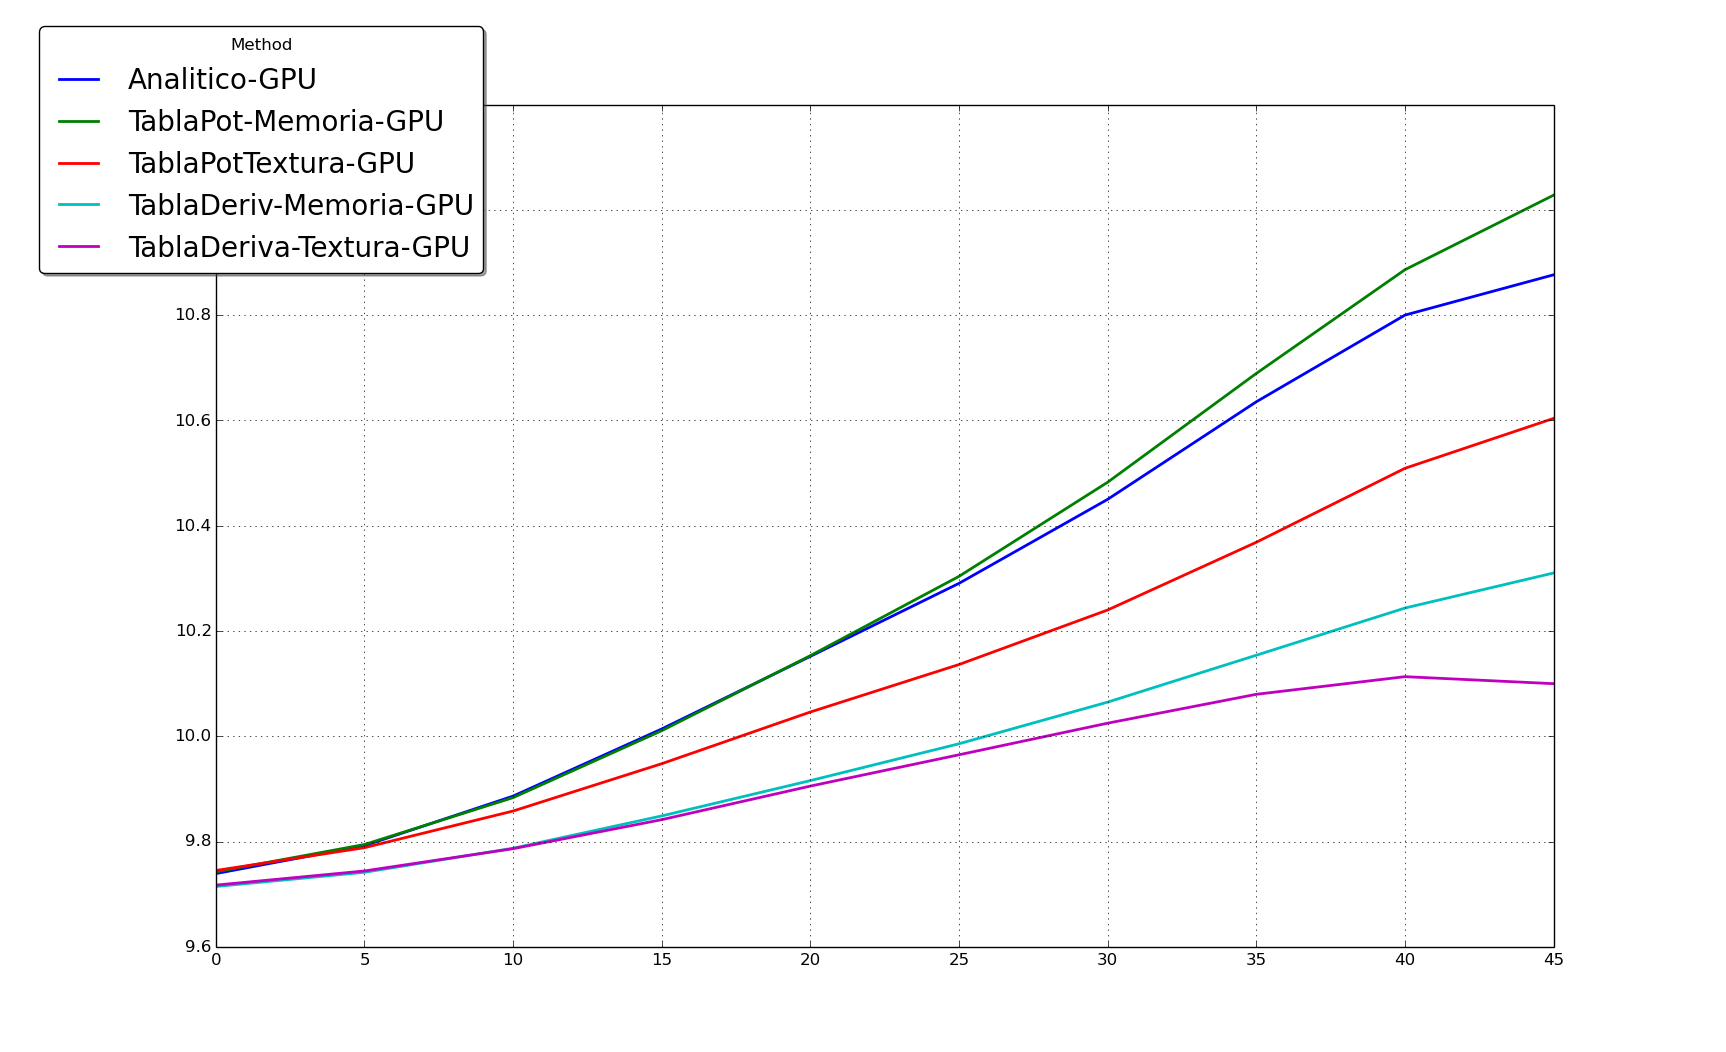 Method
Analitico-GPU
TablaPot-Memoria-GPU
TablaPotTextura-GPU
TablaDeriv-Memoria-GPU
TablaDeriva-Textura-GPU
10.8
10.6
10.4
10.2
10.0
9.8
9.6
0 5 10 15 20 25 30 35 40 45